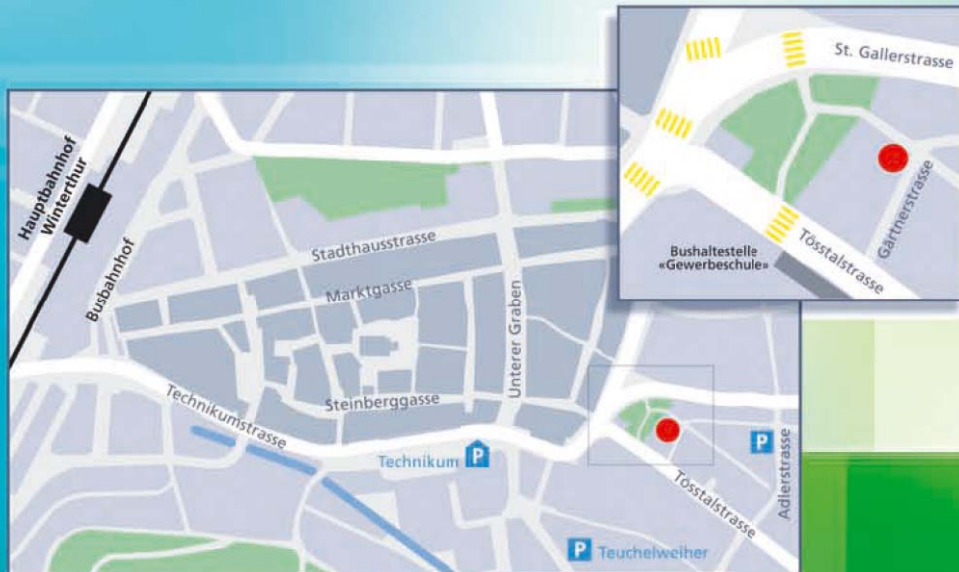 St. Gallerstrasse
Gärtnerstrasse
Tösstalstrasse
Bushaltestelle
«Gewerbeschule»
Hauptbahnhof
Winterthur
Busbahnhof
Stadthausstrasse
Marktgasse
Unterer Graben
Steinberggasse
Technikumstrasse
Technikum P
P
Adlerstrasse
Tösstalstrasse
P Teuchelweiher